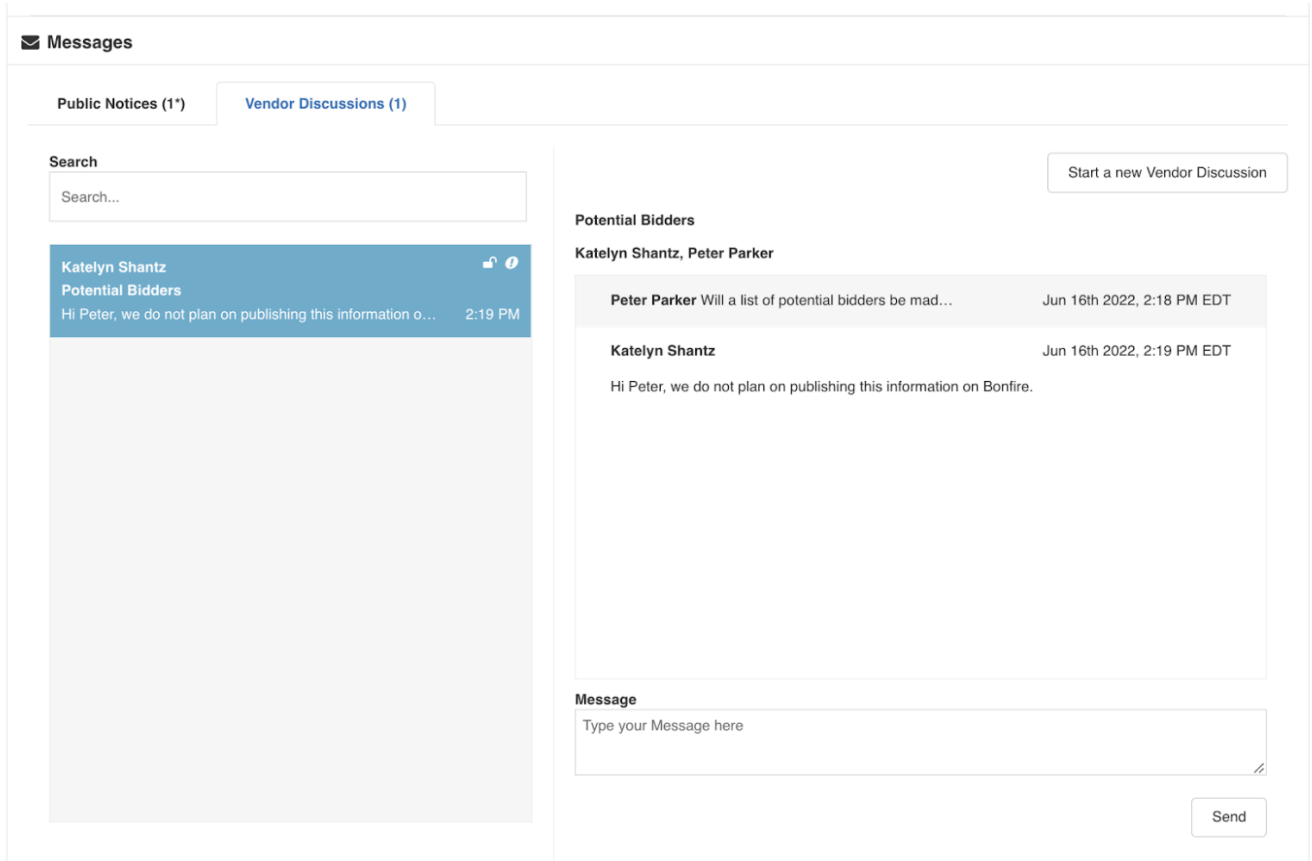 Messages
Public Notices (1*)
Vendor Discussions (1)
Search
Search...
Katelyn Shantz
Potential Bidders
Hi Peter, we do not plan on publishing this information o... 2:19 PM
Start a new Vendor Discussion
Potential Bidders
Katelyn Shantz, Peter Parker
Peter Parker Will a list of potential bidders be mad... Jun 16th 2022, 2:18 PM EDT
Katelyn Shantz Jun 16th 2022, 2:19 PM EDT
Hi Peter, we do not plan on publishing this information on Bonfire.
Message
Type your Message here
Send